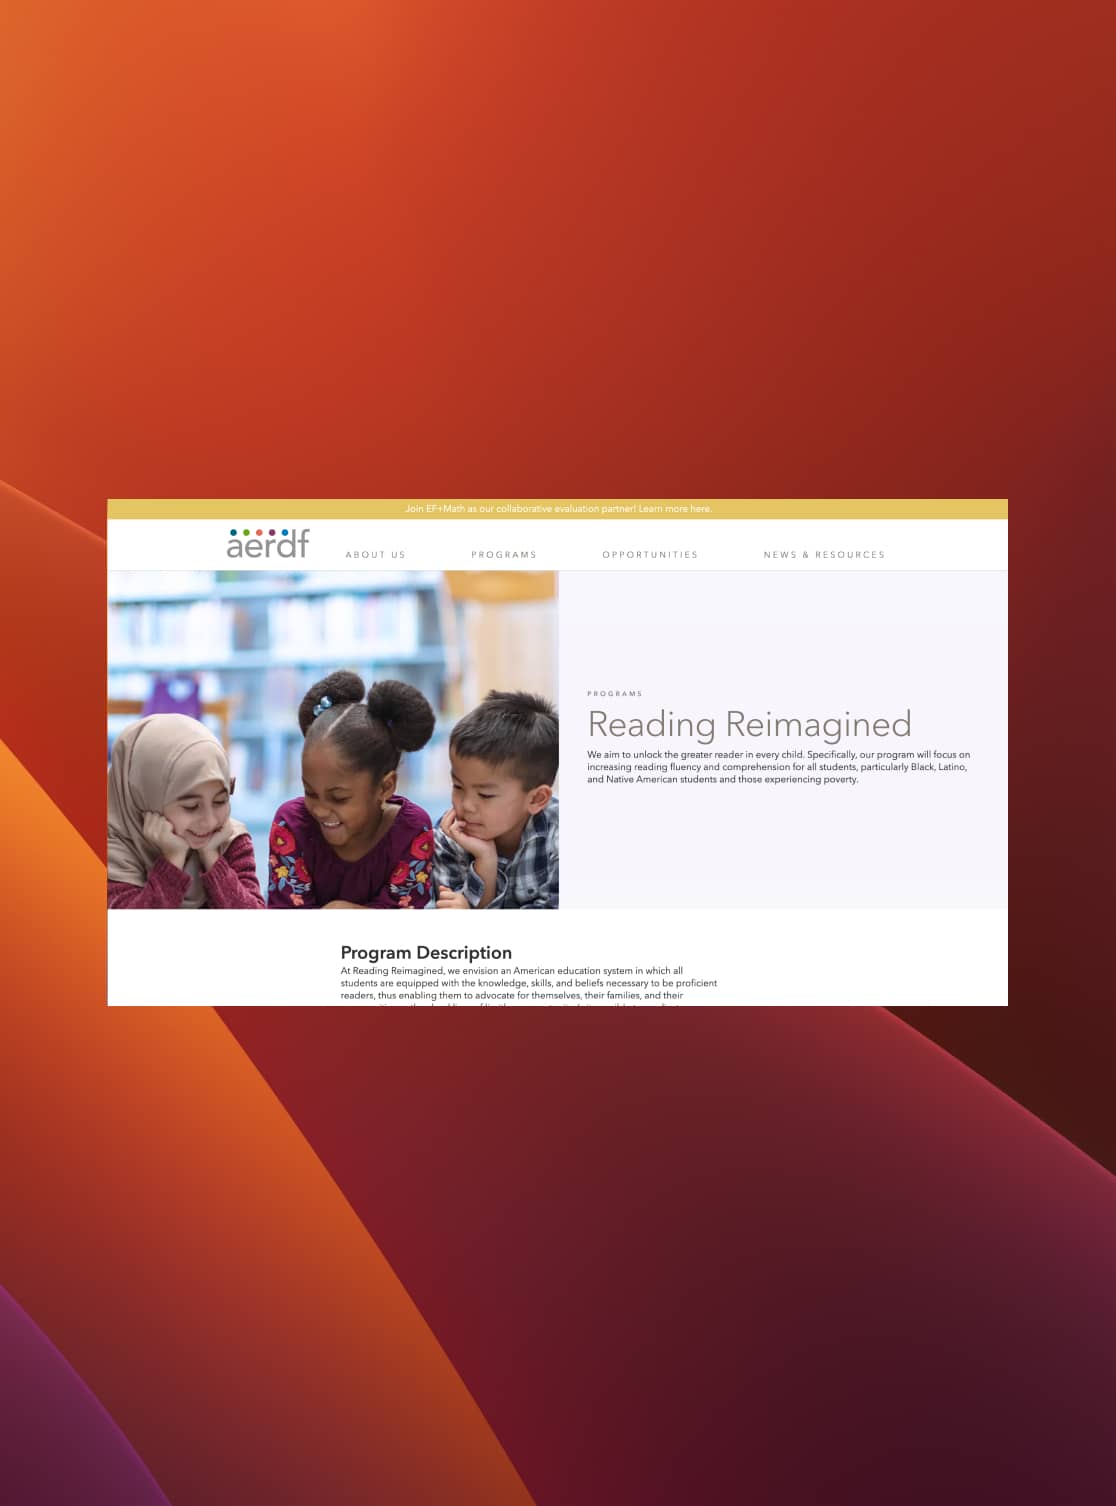 Join EF+Math as our collaborative evaluation partner! Learn more here.
aerdf
ABOUT US
PROGRAMS
OPPORTUNITIES
NEWS & RESOURCES
PROGRAMS
Reading Reimagined
We aim to unlock the greater reader in every child. Specifically, our program will focus on
increasing reading fluency and comprehension for all students, particularly Black, Latino,
and Native American students and those experiencing poverty.
Program Description
At Reading Reimagined, we envision an American education system in which all
students are equipped with the knowledge, skills, and beliefs necessary to be proficient
readers, thus enabling them to advocate for themselves, their families, and their